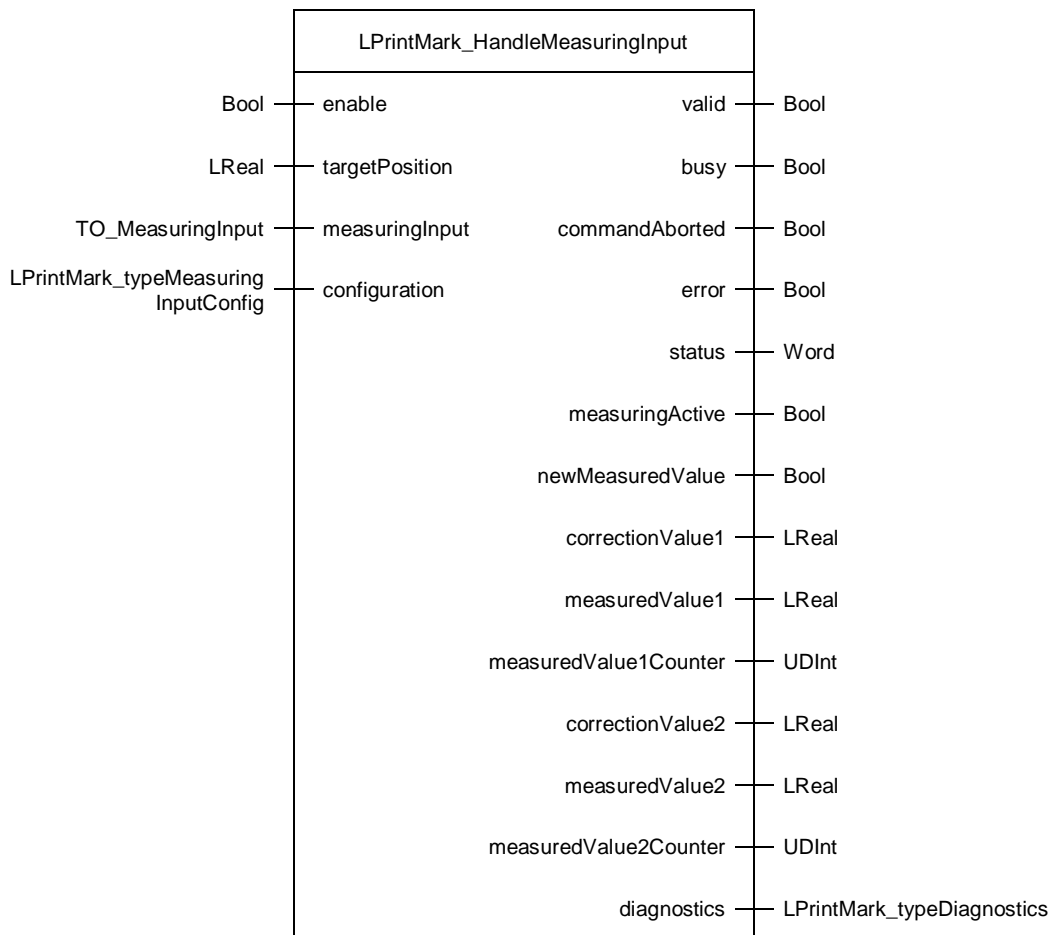 LPrintMark_HandleMeasuringInput
Bool enable valid Bool
LReal targetPosition busy Bool
TO_MeasuringInput measuringInput commandAborted Bool
LPrintMark_typeMeasuring
InputConfig configuration error Bool
status Word
measuringActive Bool
newMeasuredValue Bool
correctionValue1 LReal
measuredValue1 LReal
measuredValue1Counter UDInt
correctionValue2 LReal
measuredValue2 LReal
measuredValue2Counter UDInt
diagnostics LPrintMark_typeDiagnostics